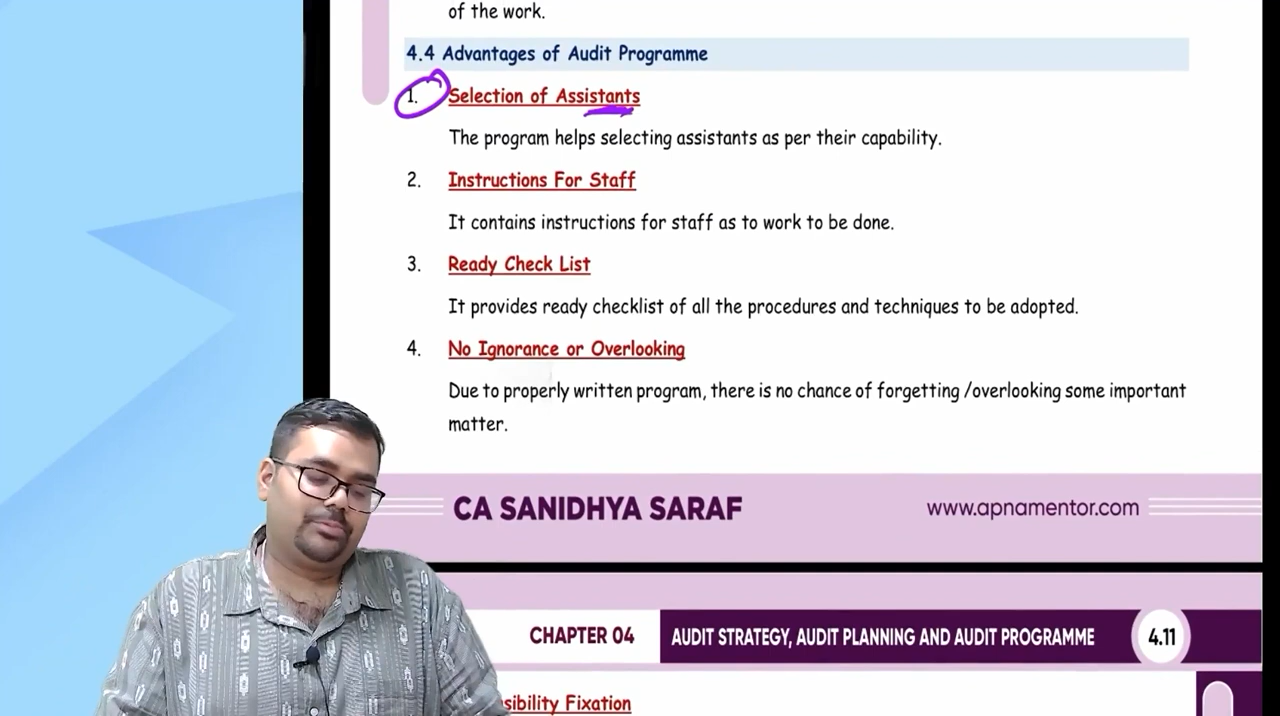 of the work.
4.4 Advantages of Audit Programme
1. Selection of Assistants
The program helps selecting assistants as per their capability.
2. Instructions For Staff
It contains instructions for staff as to work to be done.
3. Ready Check List
It provides ready checklist of all the procedures and techniques to be adopted.
4. No Ignorance or Overlooking
Due to properly written program, there is no chance of forgetting /overlooking some important
matter.
CA SANIDHYA SARAF www.apnamentor.com
CHAPTER 04 AUDIT STRATEGY, AUDIT PLANNING AND AUDIT PROGRAMME 4.11
Fixation